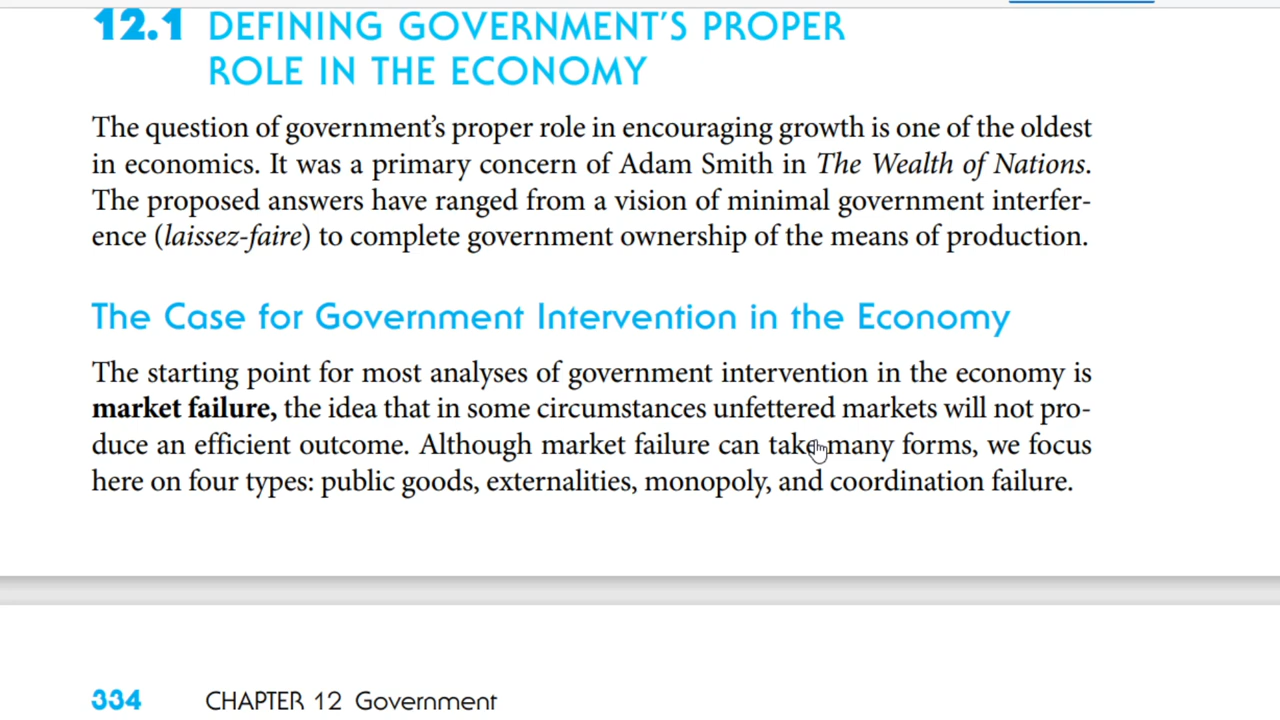 12.1 DEFINING GOVERNMENT'S PROPER
ROLE IN THE ECONOMY
The question of government's proper role in encouraging growth is one of the oldest
in economics. It was a primary concern of Adam Smith in The Wealth of Nations.
The proposed answers have ranged from a vision of minimal government interfer-
ence (laissez-faire) to complete government ownership of the means of production.
The Case for Government Intervention in the Economy
The starting point for most analyses of government intervention in the economy is
market failure, the idea that in some circumstances unfettered markets will not pro-
duce an efficient outcome. Although market failure can take many forms, we focus
here on four types: public goods, externalities, monopoly, and coordination failure.
334 CHAPTER 12 Government